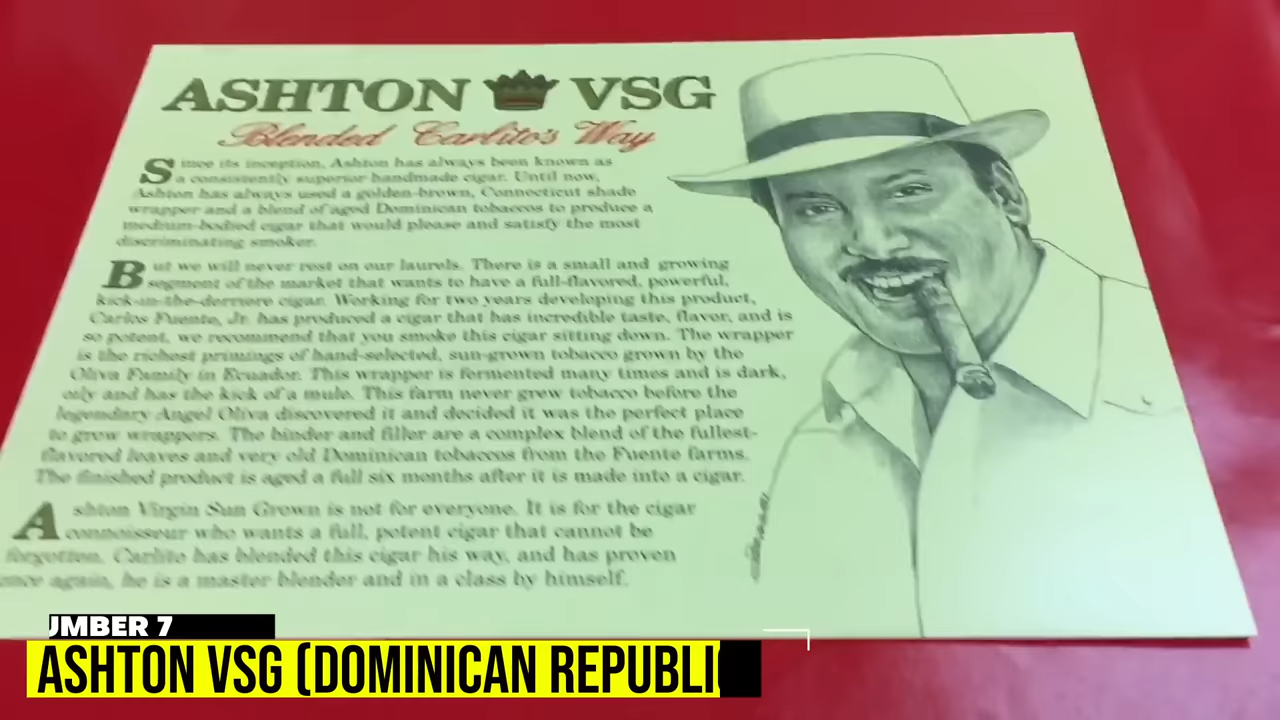 ASHTON VSG
Blended Carlito's Way
Since its inception, Ashton has always been known as
a consistently superior handmade cigar. Until now,
Ashton has always used a golden-brown, Connecticut shade
wrapper and a blend of aged Dominican tobaccos to produce a
medium-bodied cigar that would please and satisfy the most
discriminating smoker.
But we will never rest on our laurels. There is a small and growing
segment of the market that wants to have a full-flavored, powerful,
kick-in-the-derriere cigar. Working for two years developing this product,
Carlos Fuente, Jr. has produced a cigar that has incredible taste, flavor, and is
so potent, we recommend that you smoke this cigar sitting down. The wrapper
is the richest primings of hand-selected, sun-grown tobacco grown by the
Oliva Family in Ecuador. This wrapper is fermented many times and is dark,
oily and has the kick of a mule. This farm never grew tobacco before the
legendary Angel Oliva discovered it and decided it was the perfect place
to grow wrappers. The binder and filler are a complex blend of the fullest-
flavored leaves and very old Dominican tobaccos from the Fuente farms.
The finished product is aged a full six months after it is made into a cigar.
Ashton Virgin Sun Grown is not for everyone. It is for the cigar
connoisseur who wants a full, potent cigar that cannot be
forgotten. Carlito has blended this cigar his way, and has proven
once again, he is a master blender and in a class by himself.
UMBER 7
ASHTON VSG (DOMINICAN REPUBLI